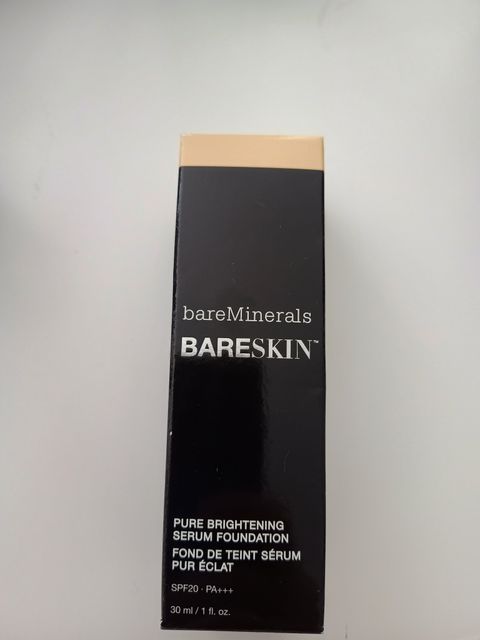 bareMinerals
BARESKIN™
PURE BRIGHTENING
SERUM FOUNDATION
FOND DE TEINT SÉRUM
PUR ÉCLAT
SPF20 · PA+++
30 ml / 1 fl. oz.